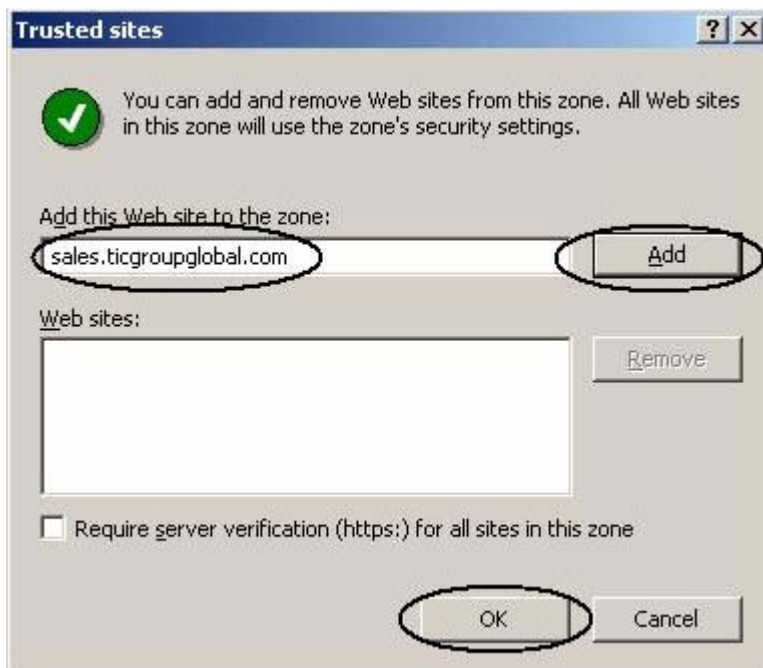 Trusted sites
You can add and remove Web sites from this zone. All Web sites
in this zone will use the zone's security settings.
Add this Web site to the zone:
sales.ticgroupglobal.com
Add
Web sites:
Remove
Require server verification (https:) for all sites in this zone
OK
Cancel